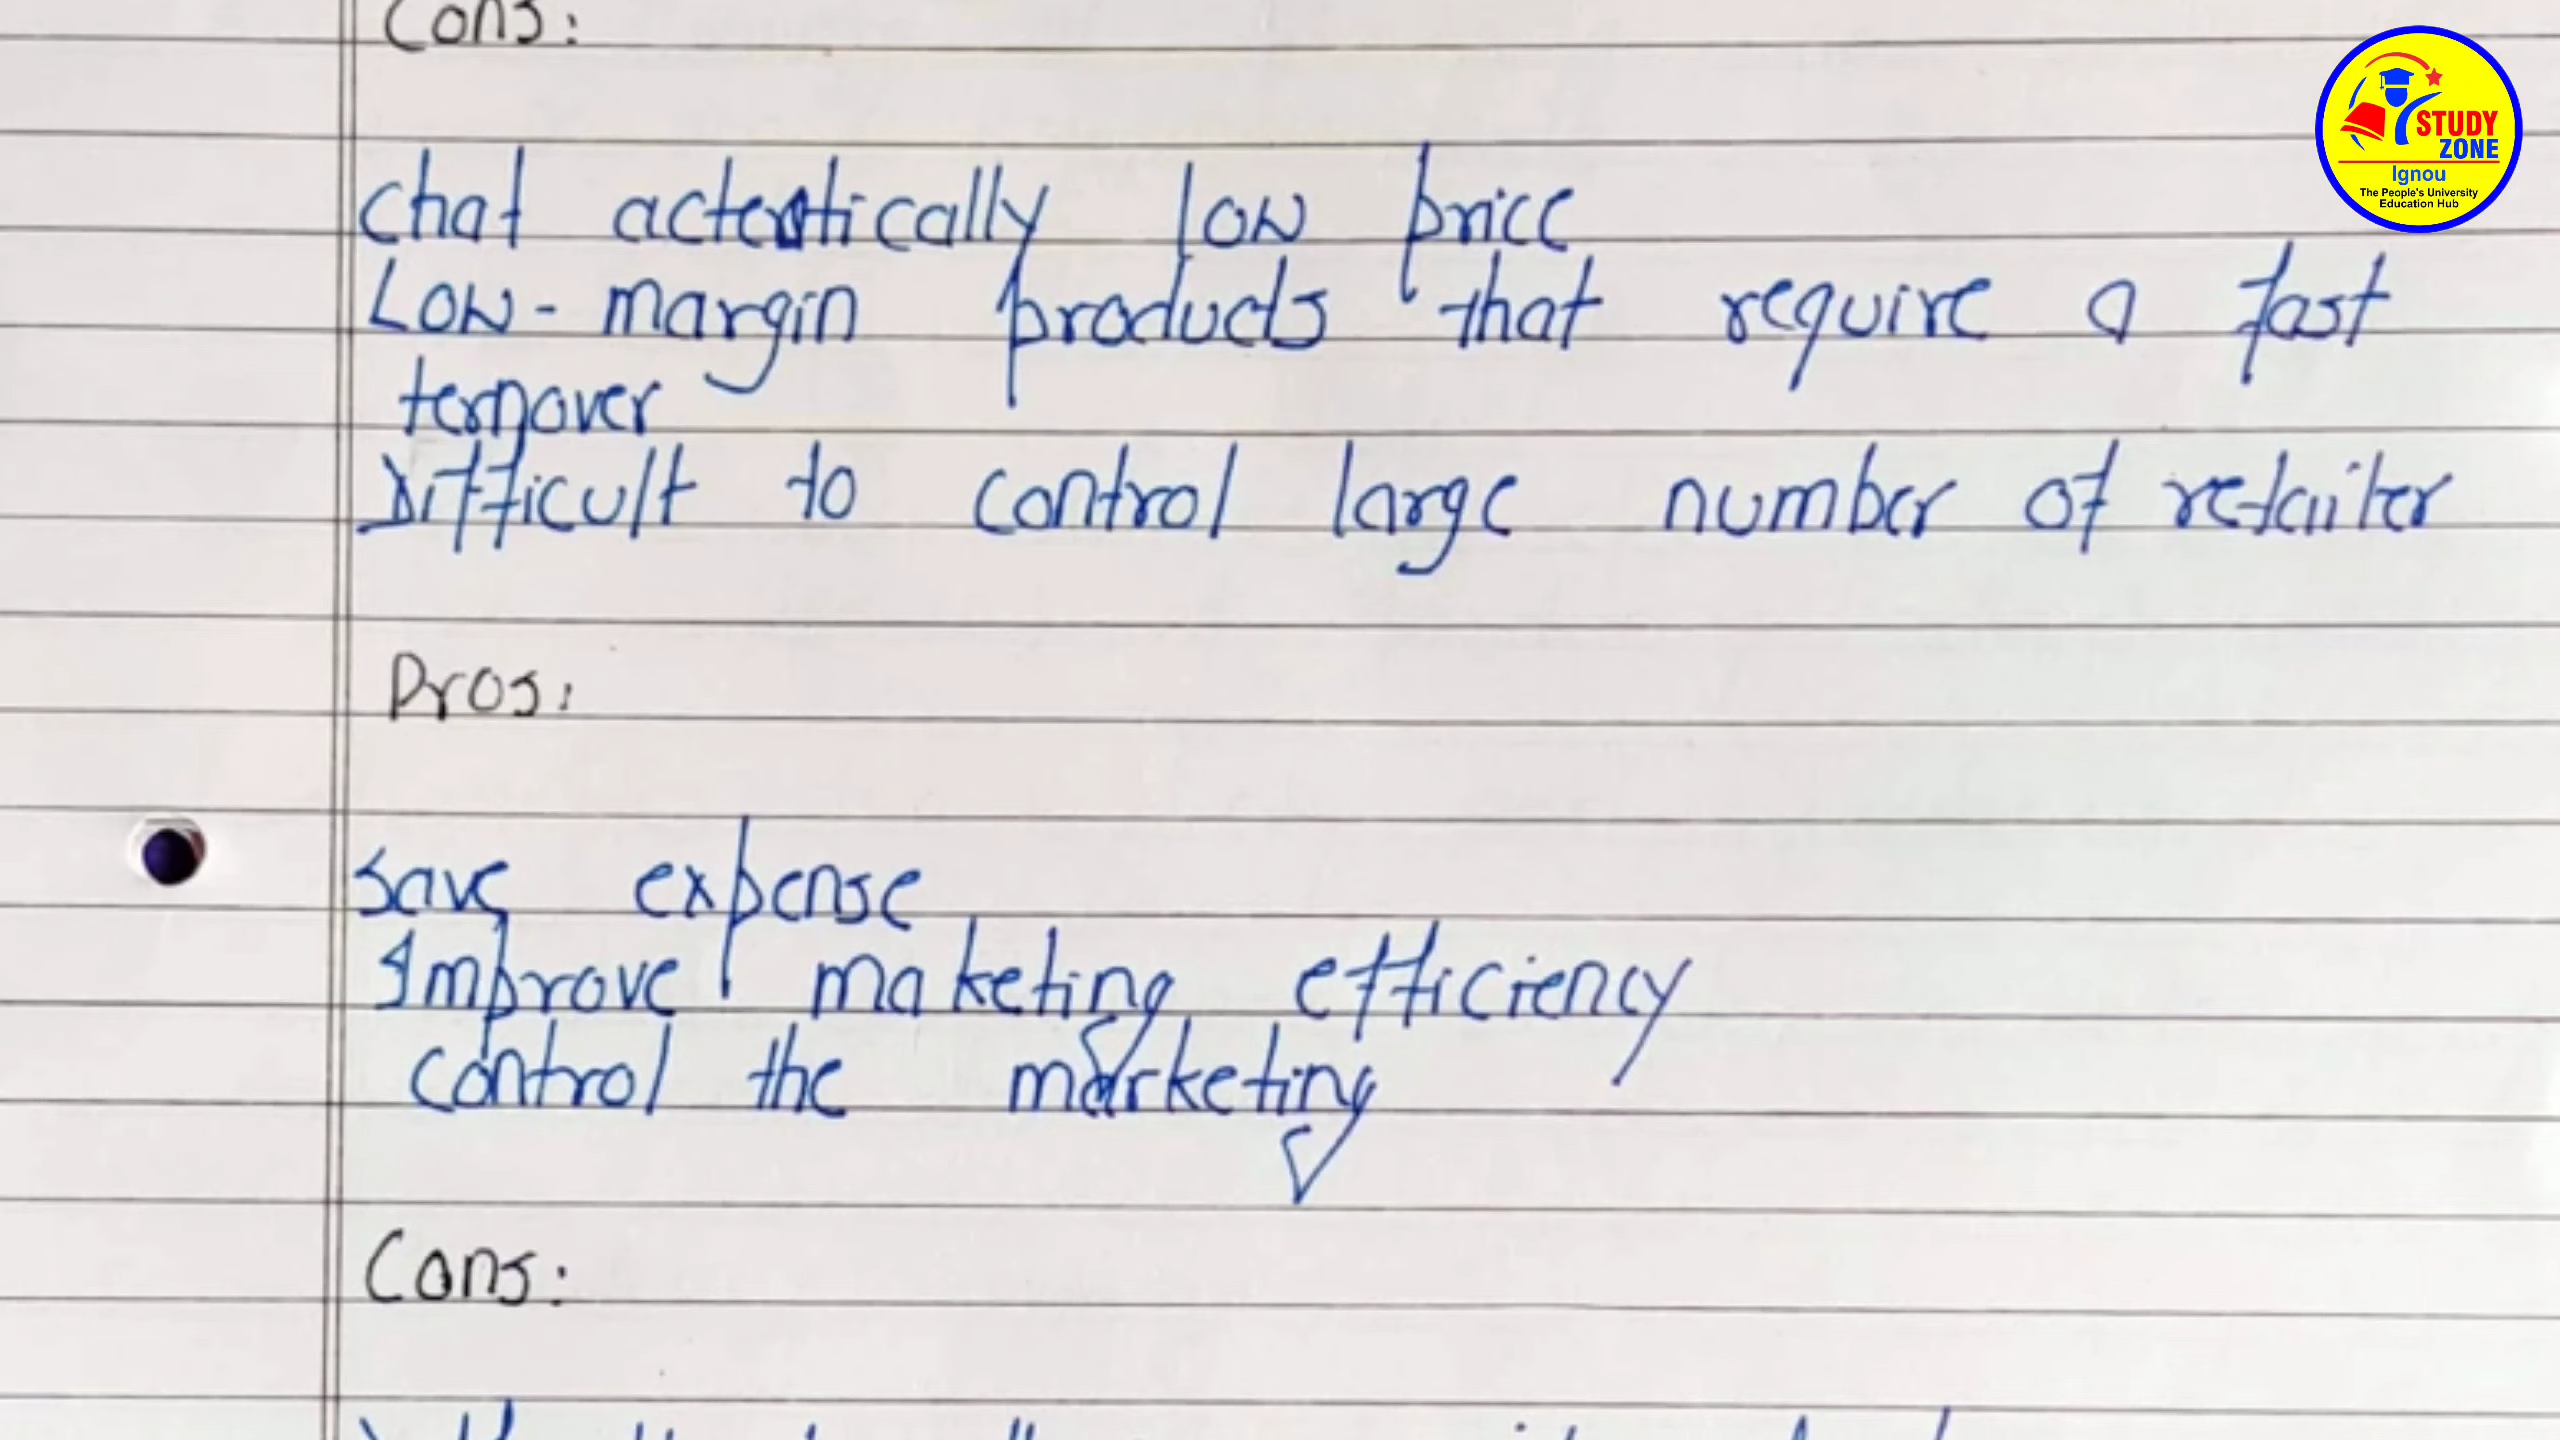 Cons:
Chat acterstically low price
Low-margin products that require a fast
ternover
Difficult to control large number of retailer
Pros:
Save expense
Improve maketing efficiency
control the marketing
Cons:
STUDY
ZONE
Ignou
The People's University
Education Hub